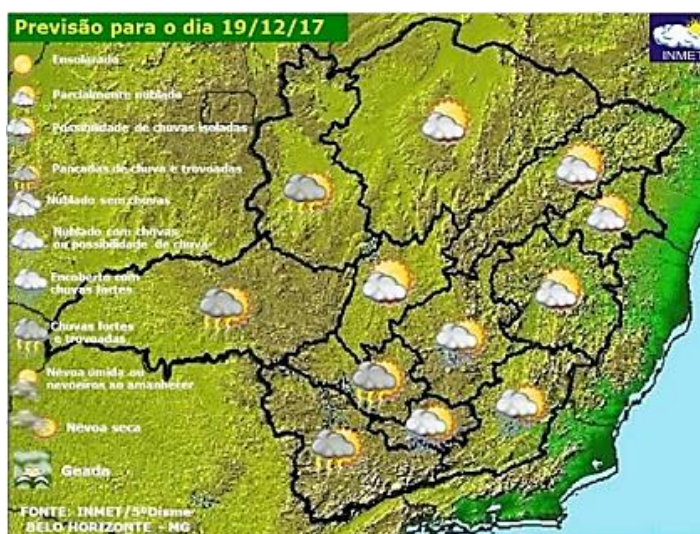 Previsão para o dia 19/12/17
INMET
Ensolarado
Parcialmente nublado
Possibilidade de chuvas isoladas
Pancadas de chuva e trovoadas
Nublado sem chuvas
Nublado com chuvas
ou possibilidade de chuva
Encoberto com
chuvas fortes
Chuvas fortes
e trovoadas
Névoa úmida ou
nevoeiros ao amanhecer
Névoa seca
Geada
FONTE: INMET/5ºDisme
BELO HORIZONTE - MG